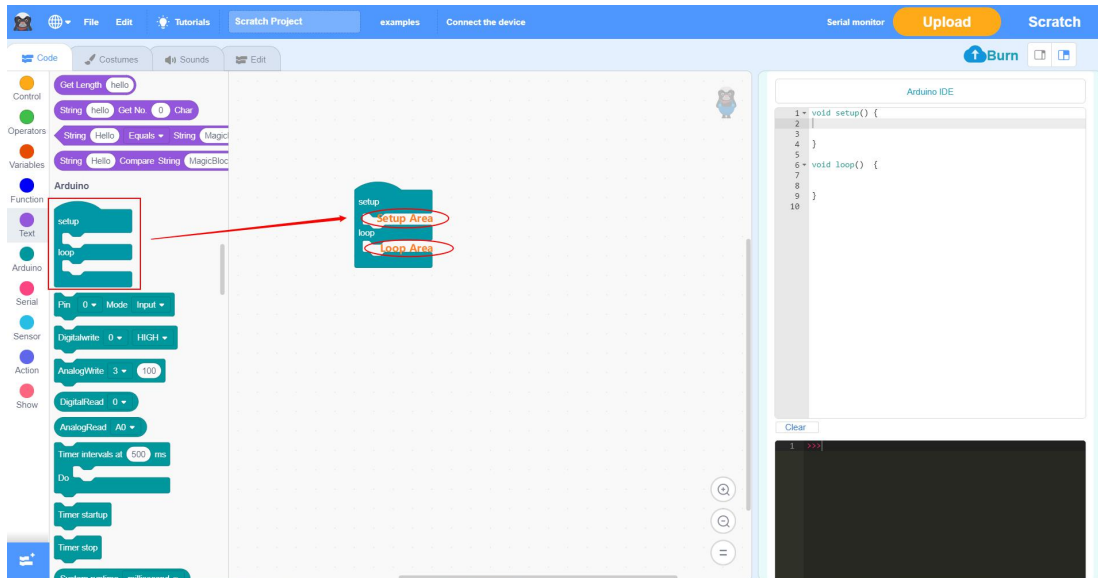 File Edit Tutorials Scratch Project examples Connect the device Serial monitor Upload Scratch
Code Costumes Sounds Edit Burn
Control
Operators
Variables
Function
Text
Arduino
Serial
Sensor
Action
Show
Get Length hello
String hello Get No. 0 Char
String Hello Equals String
String Hello Compare String MagicBloc
Arduino
setup
loop
Pin 0 Mode Input
Digitalwrite 0 HIGH
AnalogWrite 3 100
DigitalRead 0
AnalogRead A0
Timer intervals at 500 ms
Do
Timer startup
Timer stop
setup
Setup Area
loop
Loop Area
Arduino IDE
1 void setup() {
2
3
4 }
5
6 void loop() {
7
8
9 }
10
Clear
1 >>>